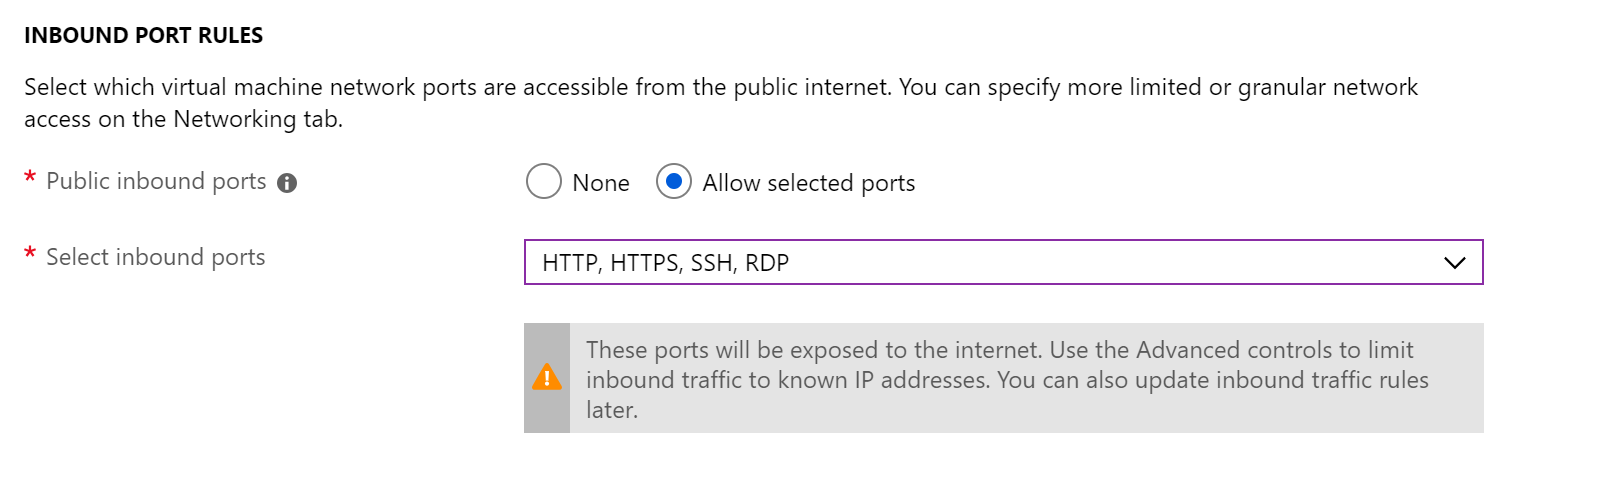 INBOUND PORT RULES
Select which virtual machine network ports are accessible from the public internet. You can specify more limited or granular network
access on the Networking tab.
* Public inbound ports
None
Allow selected ports
* Select inbound ports
HTTP, HTTPS, SSH, RDP
These ports will be exposed to the internet. Use the Advanced controls to limit
inbound traffic to known IP addresses. You can also update inbound traffic rules
later.